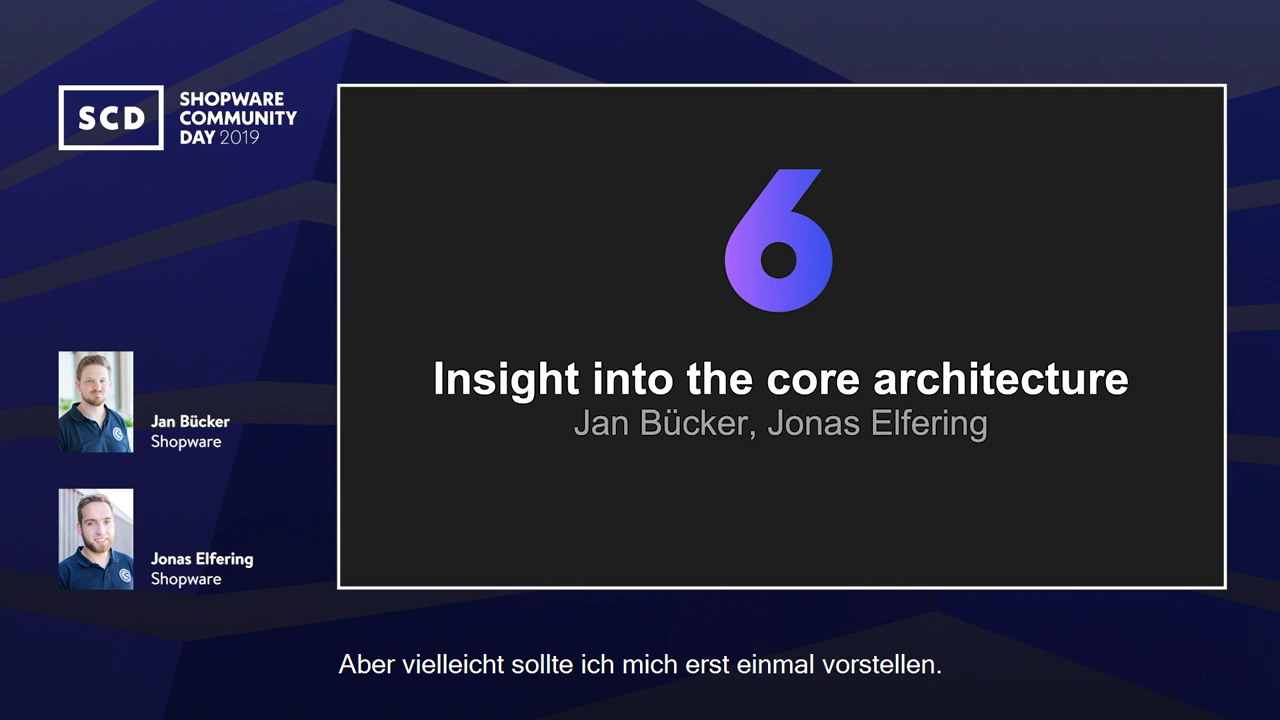 SCD
SHOPWARE
COMMUNITY
DAY 2019
6
Insight into the core architecture
Jan Bücker, Jonas Elfering
Jan Bücker
Shopware
Jonas Elfering
Shopware
Aber vielleicht sollte ich mich erst einmal vorstellen.